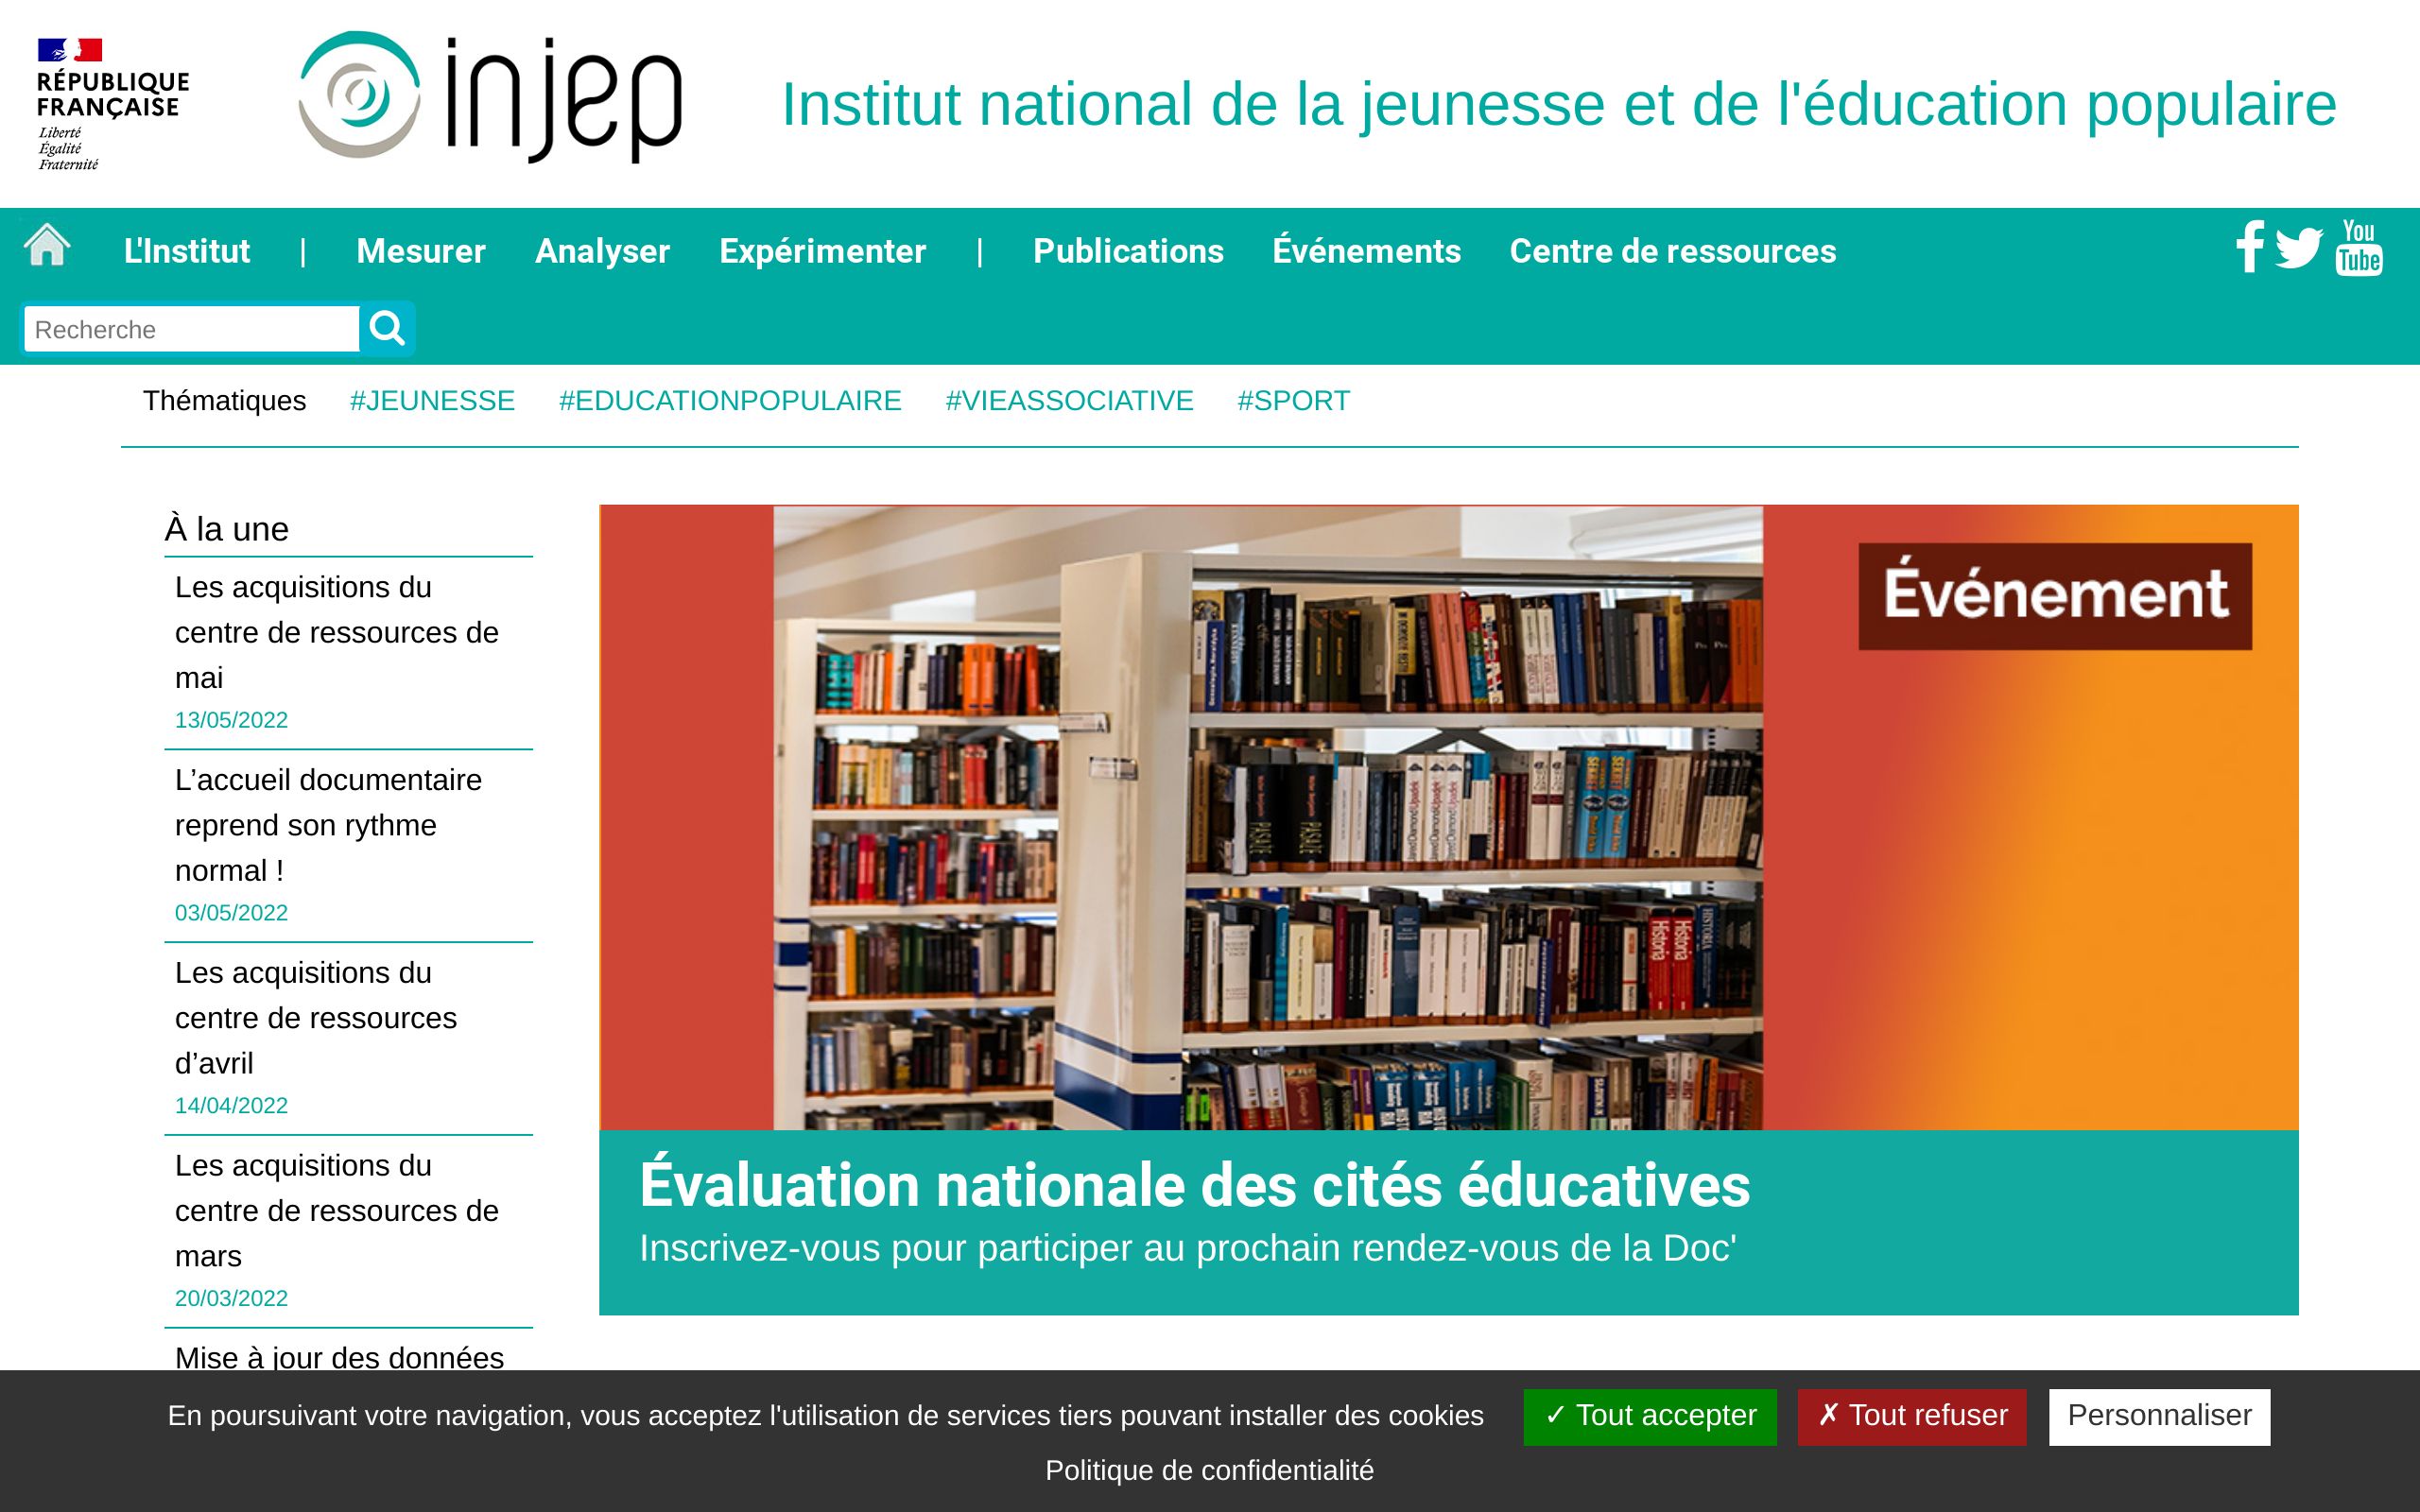 RÉPUBLIQUE
FRANÇAISE
Liberté
Égalité
Fraternité
injep
Institut national de la jeunesse et de l'éducation populaire
L'Institut | Mesurer Analyser Expérimenter | Publications Événements Centre de ressources
You
Tube
Recherche
Thématiques #JEUNESSE #EDUCATIONPOPULAIRE #VIEASSOCIATIVE #SPORT
À la une
Les acquisitions du
centre de ressources de
mai
13/05/2022
L’accueil documentaire
reprend son rythme
normal !
03/05/2022
Les acquisitions du
centre de ressources
d’avril
14/04/2022
Les acquisitions du
centre de ressources de
mars
20/03/2022
Mise à jour des données
Événement
Évaluation nationale des cités éducatives
Inscrivez-vous pour participer au prochain rendez-vous de la Doc'
En poursuivant votre navigation, vous acceptez l'utilisation de services tiers pouvant installer des cookies
✓ Tout accepter
✗ Tout refuser
Personnaliser
Politique de confidentialité